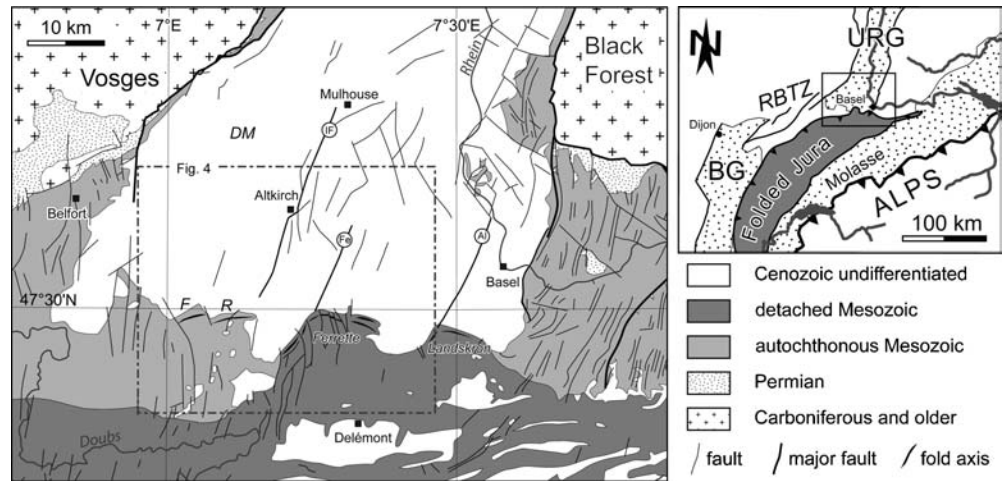 10 km
7°E
7°30'E
Vosges
Rhein
Black
Forest
Mulhouse
IF
DM
Fig. 4
Altkirch
Belfort
Fe
Al
Basel
47°30'N
F R
Ferrette
Landskron
Doubs
Delémont
N
URG
RBTZ
Basel
Dijon
BG
Folded Jura
Molasse
ALPS
100 km
Cenozoic undifferentiated
detached Mesozoic
autochthonous Mesozoic
Permian
Carboniferous and older
fault
major fault
fold axis